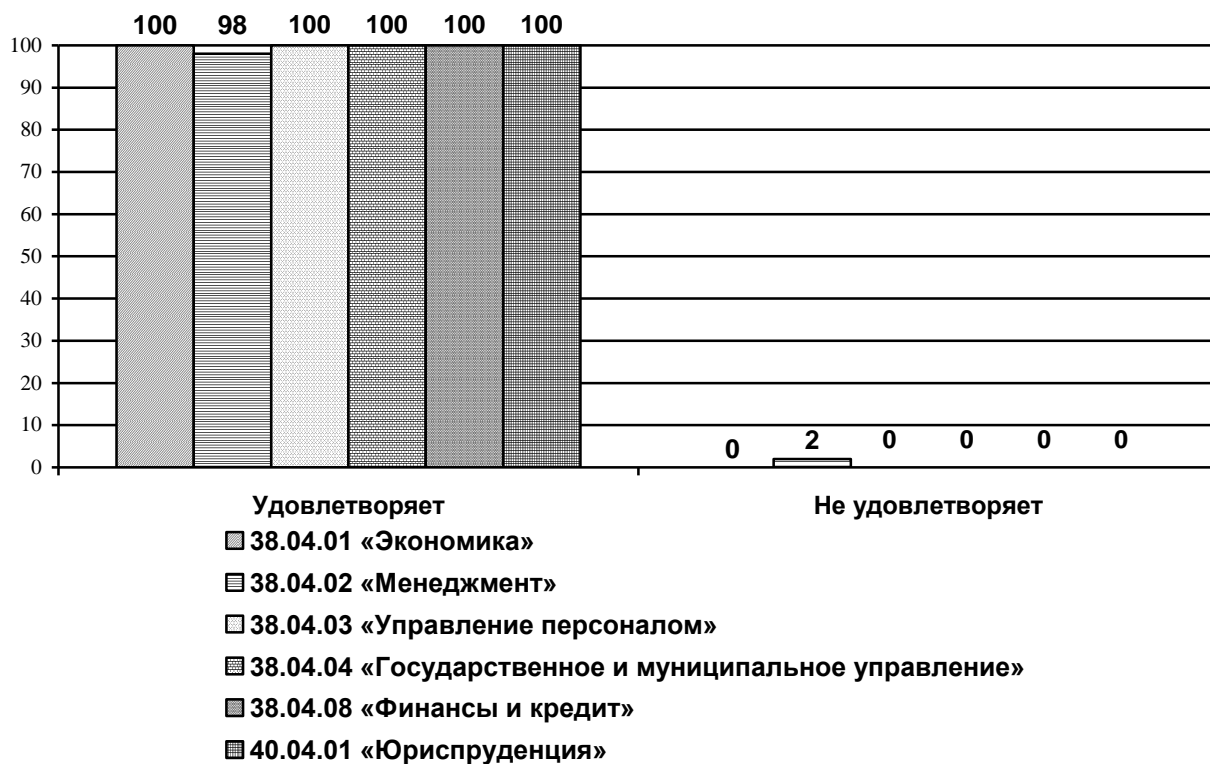 100 98 100 100 100 100
100
90
80
70
60
50
40
30
20
10
0
0 2 0 0 0 0
Удовлетворяет Не удовлетворяет
38.04.01 «Экономика»
38.04.02 «Менеджмент»
38.04.03 «Управление персоналом»
38.04.04 «Государственное и муниципальное управление»
38.04.08 «Финансы и кредит»
40.04.01 «Юриспруденция»